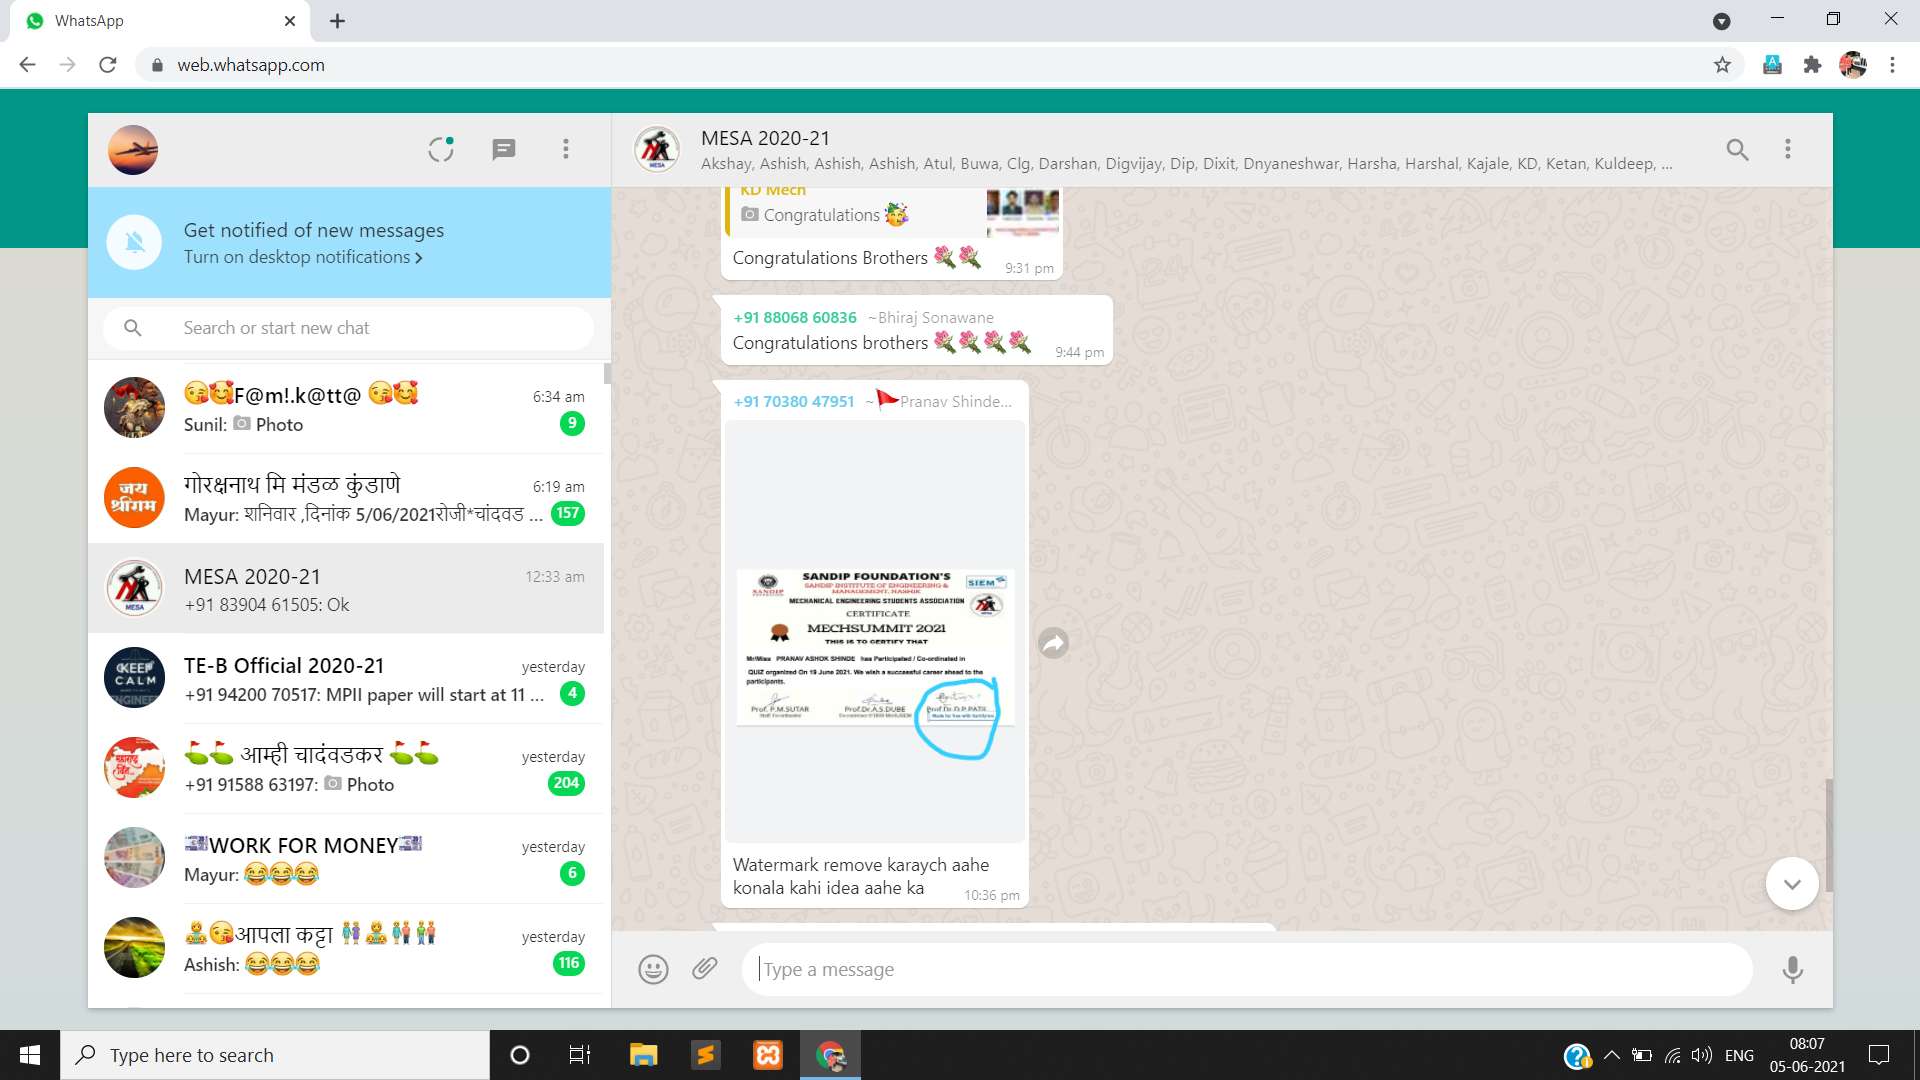 WhatsApp
web.whatsapp.com
Get notified of new messages
Turn on desktop notifications
Search or start new chat
😘🥰F@m!.k@tt@ 😘🥰
6:34 am
Sunil: Photo
9
जय
श्रीराम
गोरक्षनाथ मि मंडळ कुंडाणे
6:19 am
Mayur: शनिवार ,दिनांक 5/06/2021रोजी*चांदवड ...
157
MESA
MESA 2020-21
12:33 am
+91 83904 61505: Ok
KEEP
CALM
TE-B Official 2020-21
yesterday
+91 94200 70517: MPII paper will start at 11 ...
4
⛳⛳ आम्ही चादंवडकर ⛳⛳
yesterday
+91 91588 63197: Photo
204
WORK FOR MONEY
yesterday
Mayur: 😂😂😂
6
आपला कट्टा
yesterday
Ashish: 😂😂😂
116
MESA
MESA 2020-21
Akshay, Ashish, Ashish, Ashish, Atul, Buwa, Clg, Darshan, Digvijay, Dip, Dixit, Dnyaneshwar, Harsha, Harshal, Kajale, KD, Ketan, Kuldeep, ...
KD Mech
Congratulations 🥳
Congratulations Brothers 💐💐
9:31 pm
+91 88068 60836 ~Bhiraj Sonawane
Congratulations brothers 💐💐💐💐
9:44 pm
+91 70380 47951 ~🚩Pranav Shinde...
SANDIP FOUNDATION'S
SANDIP INSTITUTE OF ENGINEERING &
MANAGEMENT, NASHIK
SANDIP
SIEM
MECHANICAL ENGINEERING STUDENTS ASSOCIATION
CERTIFICATE
MECHSUMMIT 2021
THIS IS TO CERTIFY THAT
Mr/Miss PRANAV ASHOK SHINDE has Participated / Co-ordinated in
QUIZ organized On 19 June 2021. We wish a successful career ahead to the
participants.
Prof. P.M.SUTAR
Prof.Dr.A.S.DUBE
Prof.Dr.D.P.PATIL
Watermark remove karaych aahe
konala kahi idea aahe ka
10:36 pm
Type a message
Type here to search
ENG
08:07
05-06-2021